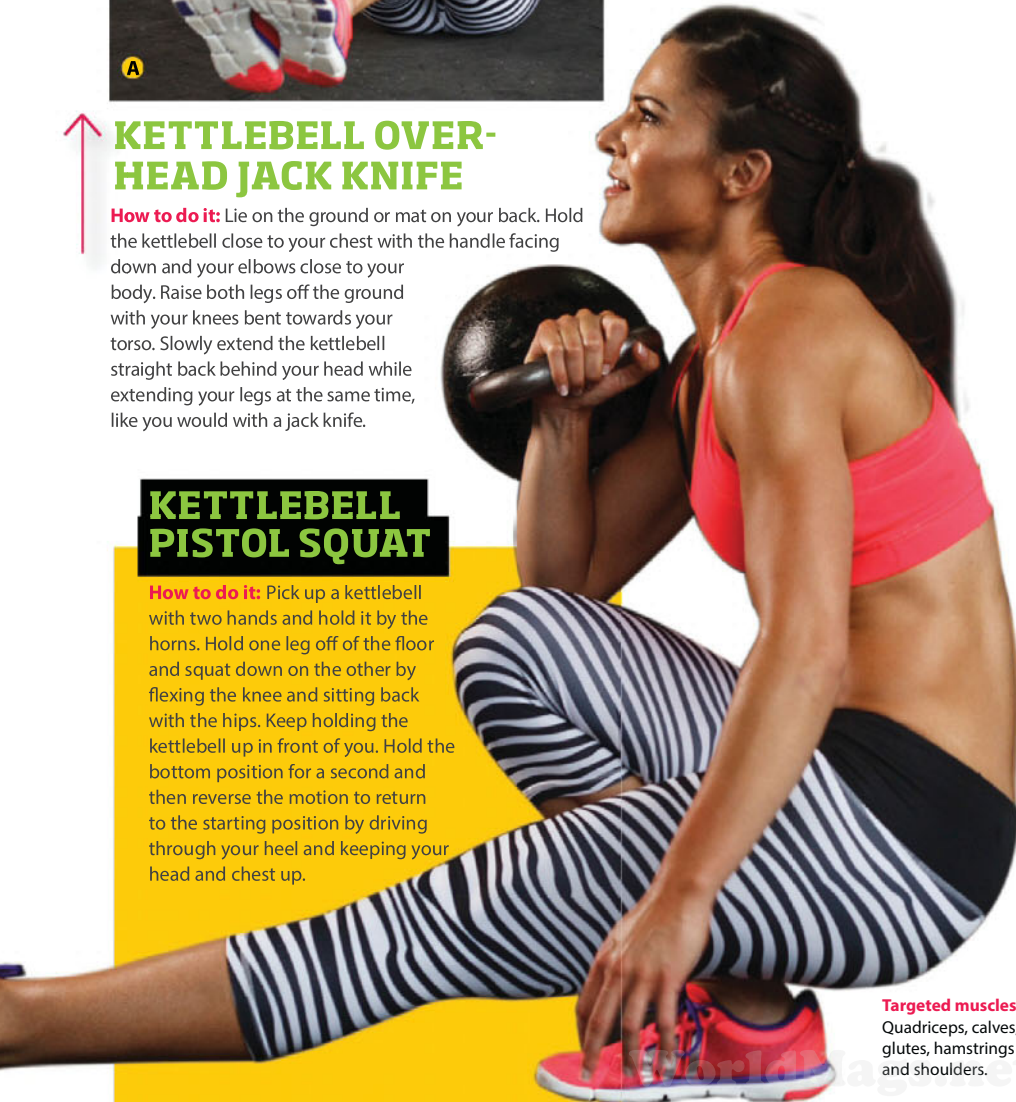 A
KETTLEBELL OVER-
HEAD JACK KNIFE
How to do it: Lie on the ground or mat on your back. Hold
the kettlebell close to your chest with the handle facing
down and your elbows close to your
body. Raise both legs off the ground
with your knees bent towards your
torso. Slowly extend the kettlebell
straight back behind your head while
extending your legs at the same time,
like you would with a jack knife.
KETTLEBELL
PISTOL SQUAT
How to do it: Pick up a kettlebell
with two hands and hold it by the
horns. Hold one leg off of the floor
and squat down on the other by
flexing the knee and sitting back
with the hips. Keep holding the
kettlebell up in front of you. Hold the
bottom position for a second and
then reverse the motion to return
to the starting position by driving
through your heel and keeping your
head and chest up.
Targeted muscles
Quadriceps, calves,
glutes, hamstrings
and shoulders.
WorldMags.ne